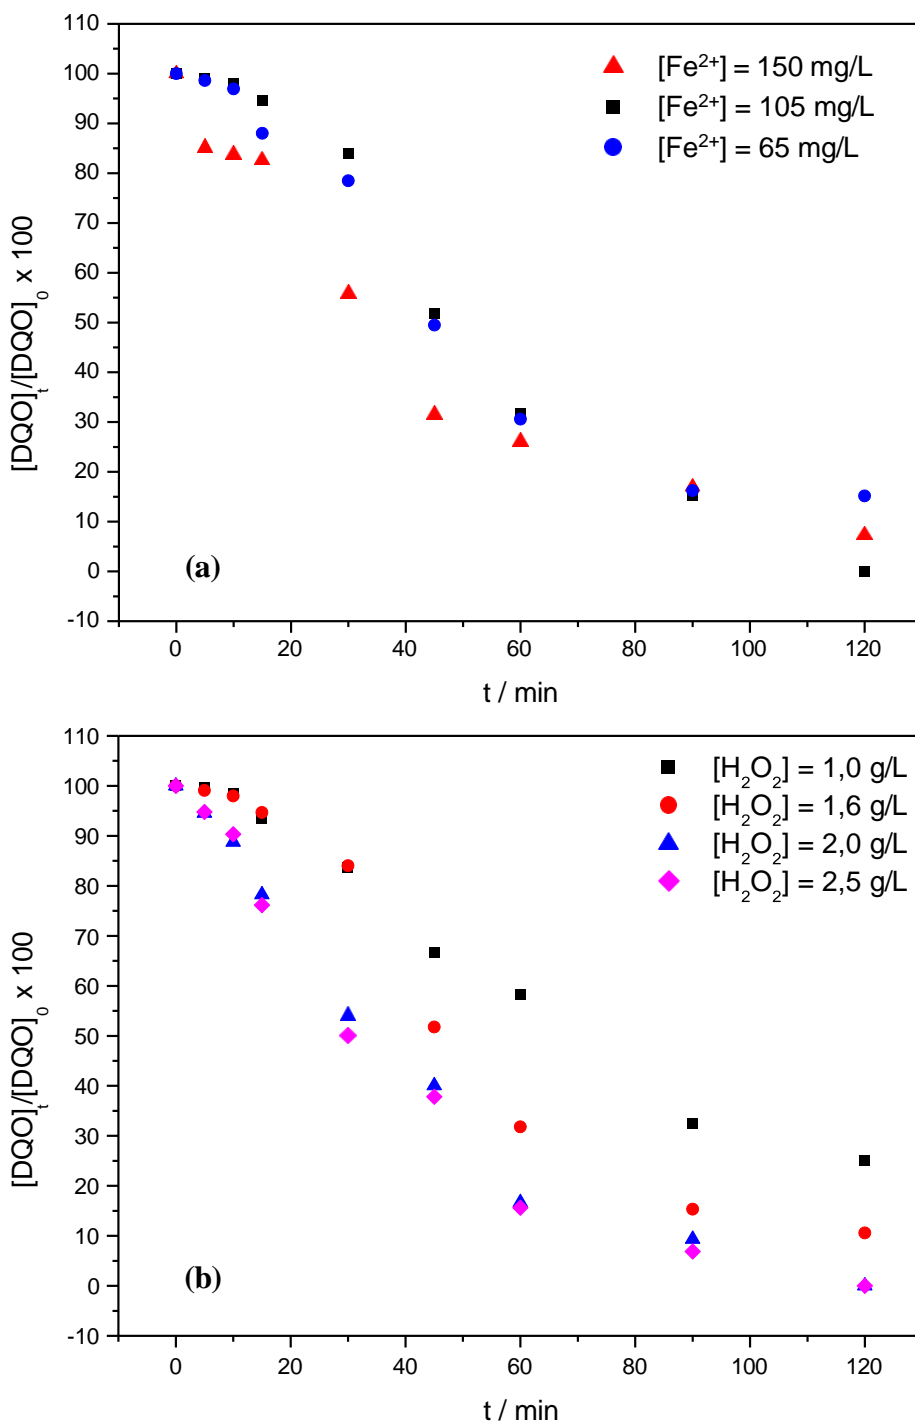 110
100
90
80
70
60
50
40
30
20
10
0
-10
[DQO]t/[DQO]0 x 100
[Fe²⁺] = 150 mg/L
[Fe²⁺] = 105 mg/L
[Fe²⁺] = 65 mg/L
(a)
0 20 40 60 80 100 120
t / min
110
100
90
80
70
60
50
40
30
20
10
0
-10
[DQO]t/[DQO]0 x 100
[H₂O₂] = 1,0 g/L
[H₂O₂] = 1,6 g/L
[H₂O₂] = 2,0 g/L
[H₂O₂] = 2,5 g/L
(b)
0 20 40 60 80 100 120
t / min